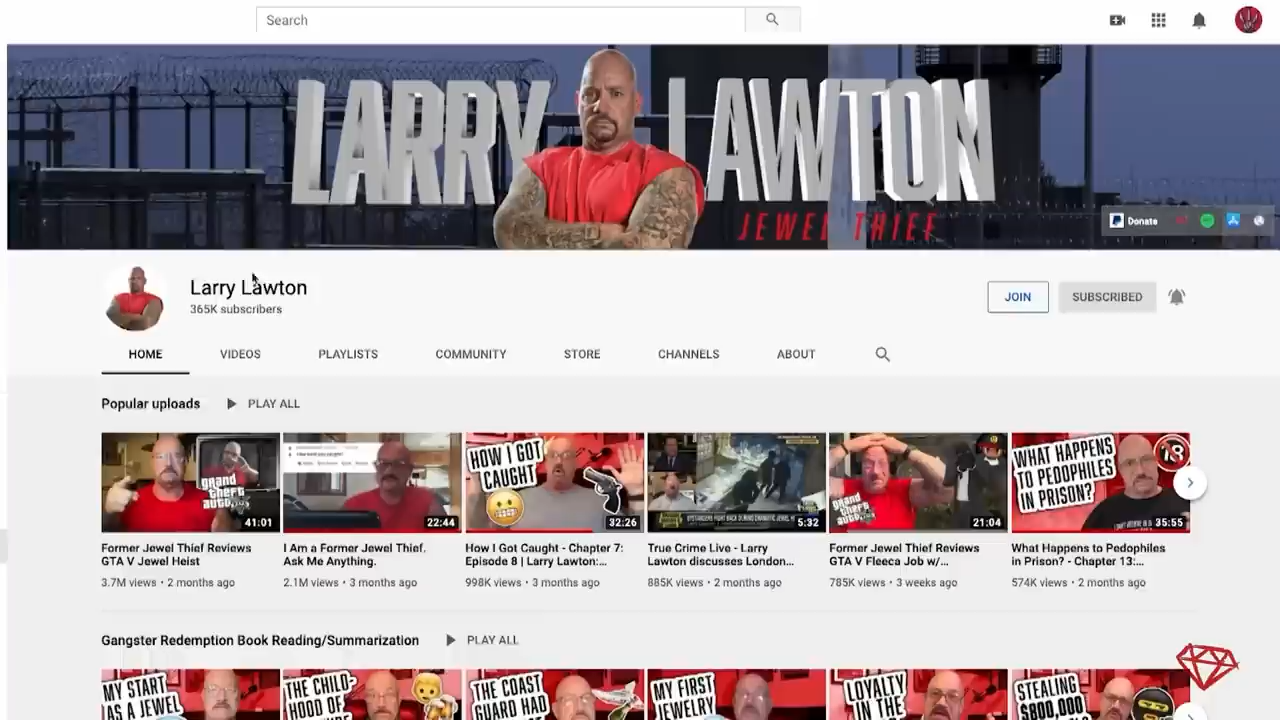 Search
LARRY LAWTON
JEWEL THIEF
Donate
Larry Lawton
365K subscribers
JOIN
SUBSCRIBED
HOME
VIDEOS
PLAYLISTS
COMMUNITY
STORE
CHANNELS
ABOUT
Popular uploads
PLAY ALL
grand
theft
auto
41:01
22:44
HOW I GOT
CAUGHT
32:26
5:32
grand
theft
auto
21:04
WHAT HAPPENS
TO PEDOPHILES
IN PRISON?
18
35:55
Former Jewel Thief Reviews
GTA V Jewel Heist
3.7M views • 2 months ago
I Am a Former Jewel Thief.
Ask Me Anything.
2.1M views • 3 months ago
How I Got Caught - Chapter 7:
Episode 8 | Larry Lawton:...
998K views • 3 months ago
True Crime Live - Larry
Lawton discusses London...
885K views • 2 months ago
Former Jewel Thief Reviews
GTA V Fleeca Job w/...
785K views • 3 weeks ago
What Happens to Pedophiles
in Prison? - Chapter 13:...
574K views • 2 months ago
Gangster Redemption Book Reading/Summarization
PLAY ALL
MY START
AS A JEWEL
THE CHILD-
HOOD OF
THE COAST
GUARD HAD
MY FIRST
JEWELRY
LOYALTY
IN THE
STEALING
$800,000